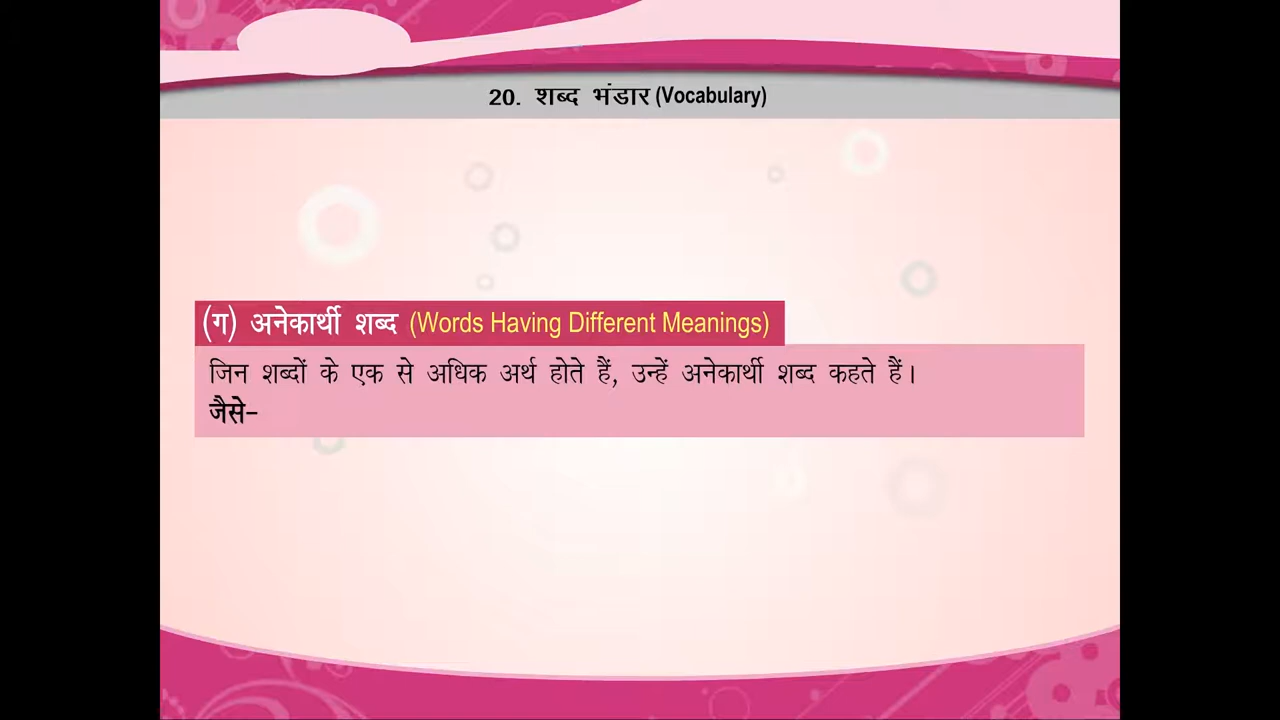 20. शब्द भंडार (Vocabulary)
(ग) अनेकार्थी शब्द (Words Having Different Meanings)
जिन शब्दों के एक से अधिक अर्थ होते हैं, उन्हें अनेकार्थी शब्द कहते हैं।
जैसे-